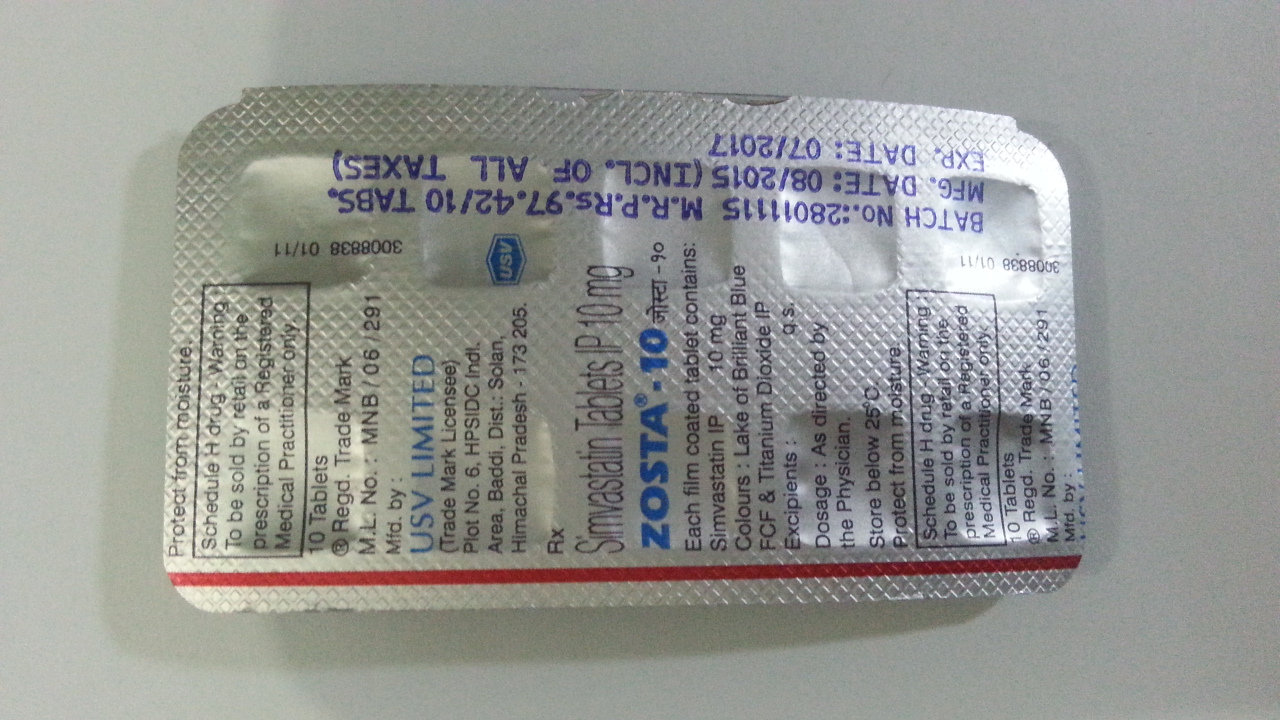 Protect from moisture.
Schedule H drug - Warning :
To be sold by retail on the
prescription of a Registered
Medical Practitioner only.
10 Tablets
® Regd. Trade Mark
M.L. No. : MNB / 06 / 291
Mfd. by :
USV LIMITED
(Trade Mark Licensee)
Plot No. 6, HPSIDC Indl.
Area, Baddi, Dist.: Solan,
Himachal Pradesh - 173 205.
Rx
Simvastatin Tablets IP 10 mg
ZOSTA® - 10 जोस्टा -१०
Each film coated tablet contains:
Simvastatin IP 10 mg
Colours : Lake of Brilliant Blue
FCF & Titanium Dioxide IP
Excipients : q.s.
Dosage : As directed by
the Physician.
Store below 25°C.
Protect from moisture.
Schedule H drug - Warning :
To be sold by retail on the
prescription of a Registered
Medical Practitioner only.
10 Tablets
® Regd. Trade Mark
M.L. No. : MNB / 06 / 291
Mfd. by :
USV LIMITED
3008838 01/11
USV
3008838 01/11
BATCH No.:28011115 M.R.P.Rs.97.42/10 TABS.
MFG. DATE: 08/2015 (INCL. OF ALL TAXES)
EXP. DATE: 07/2017